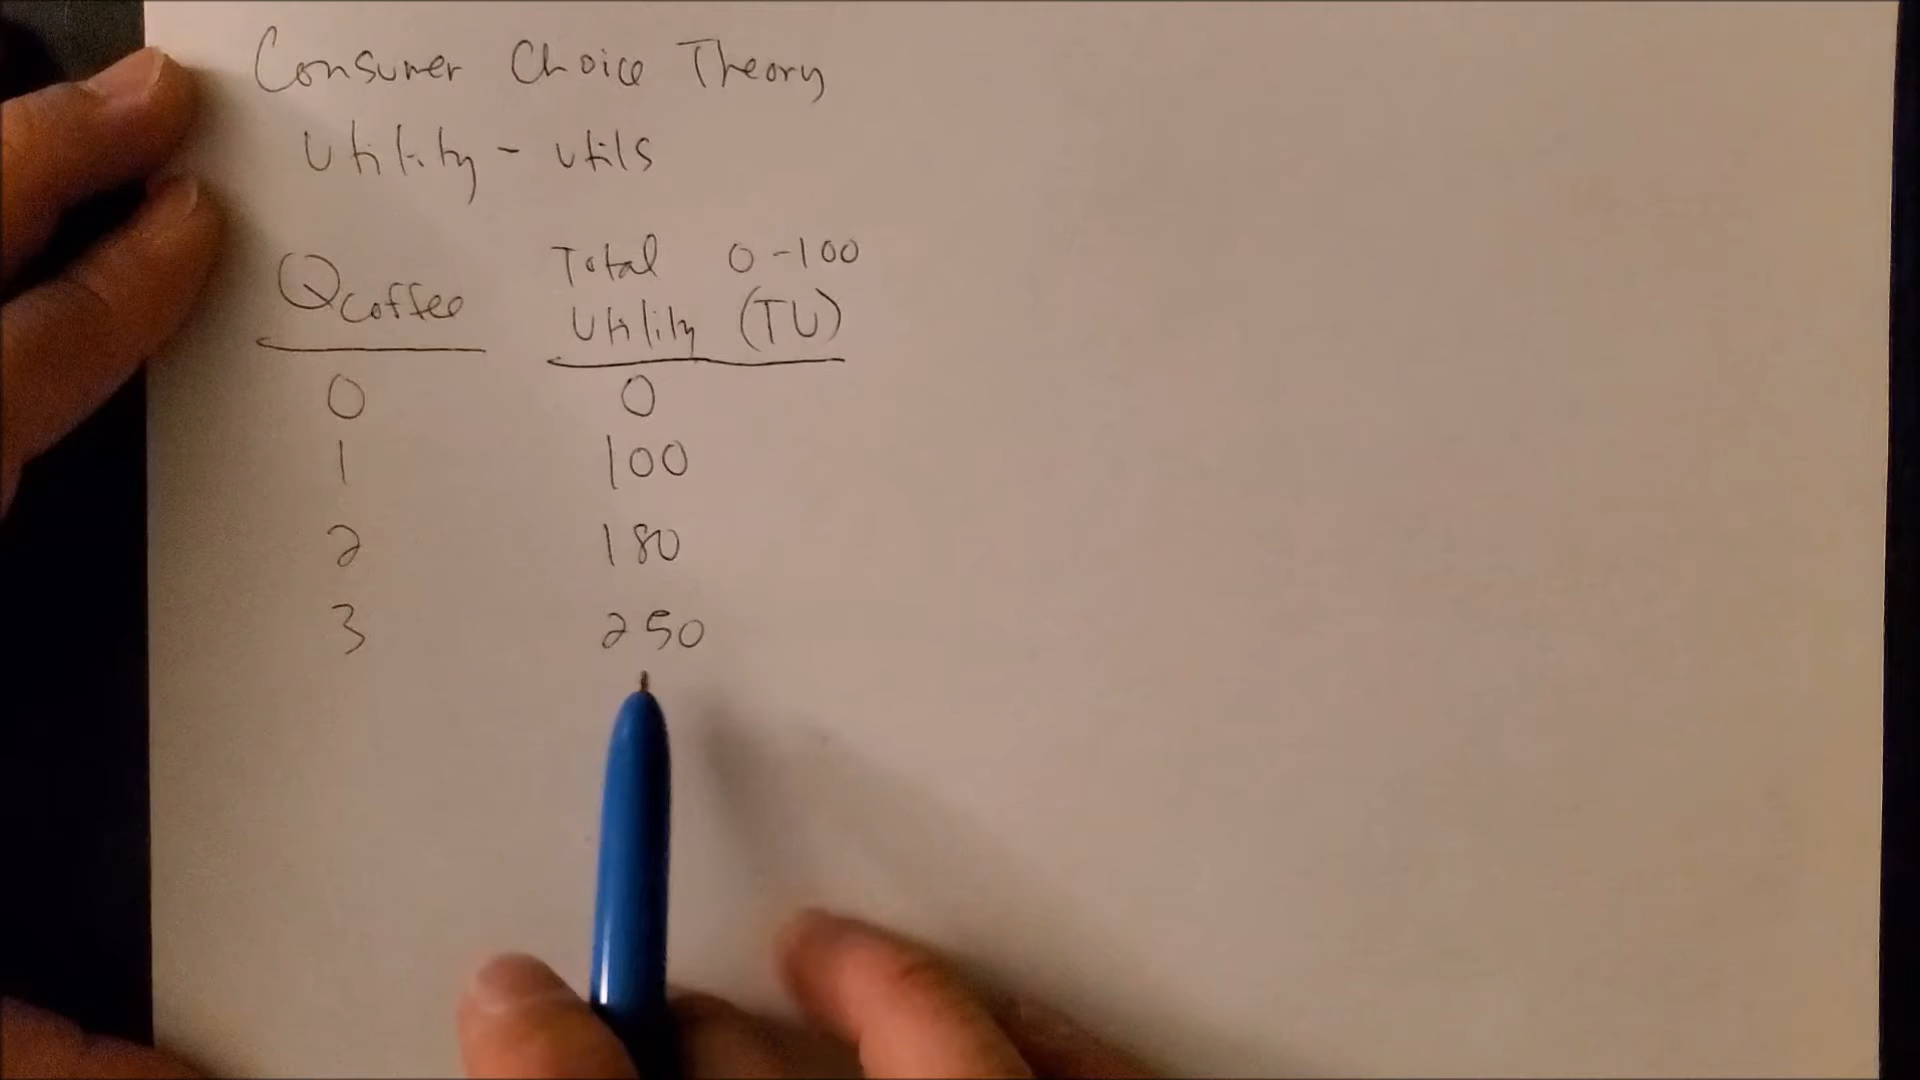 Consumer Choice Theory
Utility - utils
Qcoffee Total 0-100
Utility (TU)
0 0
1 100
2 180
3 250